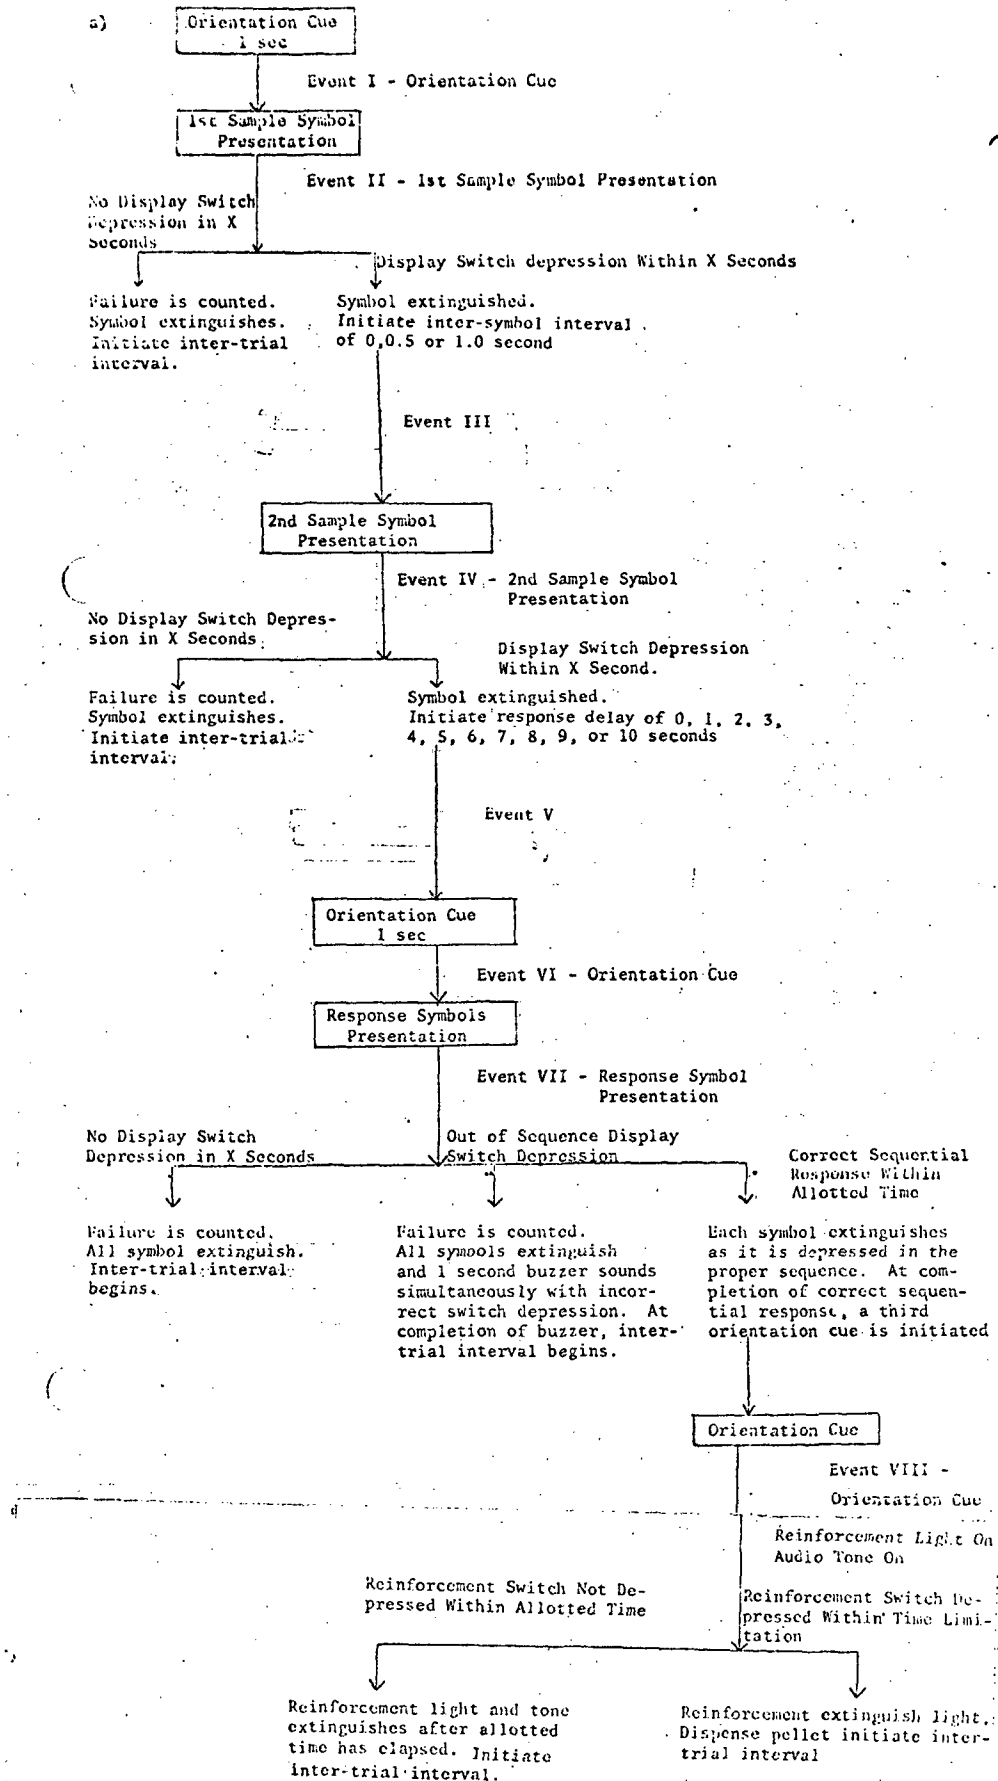 a)
Orientation Cue
1 sec
Event I - Orientation Cue
1st Sample Symbol
Presentation
Event II - 1st Sample Symbol Presentation
No Display Switch
Depression in X
Seconds
Display Switch depression Within X Seconds
Failure is counted.
Symbol extinguishes.
Initiate inter-trial
interval.
Symbol extinguished.
Initiate inter-symbol interval
of 0,0.5 or 1.0 second
Event III
2nd Sample Symbol
Presentation
Event IV - 2nd Sample Symbol
Presentation
No Display Switch Depres-
sion in X Seconds
Display Switch Depression
Within X Second.
Failure is counted.
Symbol extinguishes.
Initiate inter-trial
interval.
Symbol extinguished.
Initiate response delay of 0, 1, 2, 3,
4, 5, 6, 7, 8, 9, or 10 seconds
Event V
Orientation Cue
1 sec
Event VI - Orientation Cue
Response Symbols
Presentation
Event VII - Response Symbol
Presentation
No Display Switch
Depression in X Seconds
Out of Sequence Display
Switch Depression
Correct Sequential
Response Within
Allotted Time
Failure is counted.
All symbol extinguish.
Inter-trial interval
begins.
Failure is counted.
All symools extinguish
and 1 second buzzer sounds
simultaneously with incor-
rect switch depression. At
completion of buzzer, inter-
trial interval begins.
Each symbol extinguishes
as it is depressed in the
proper sequence. At com-
pletion of correct sequen-
tial response, a third
orientation cue is initiated
Orientation Cue
Event VIII -
Orientation Cue
Reinforcement Light On
Audio Tone On
Reinforcement Switch Not De-
pressed Within Allotted Time
Reinforcement Switch De-
pressed Within Time Limi-
tation
Reinforcement light and tone
extinguishes after allotted
time has elapsed. Initiate
inter-trial interval.
Reinforcement extinguish light.
Dispense pellet initiate inter-
trial interval